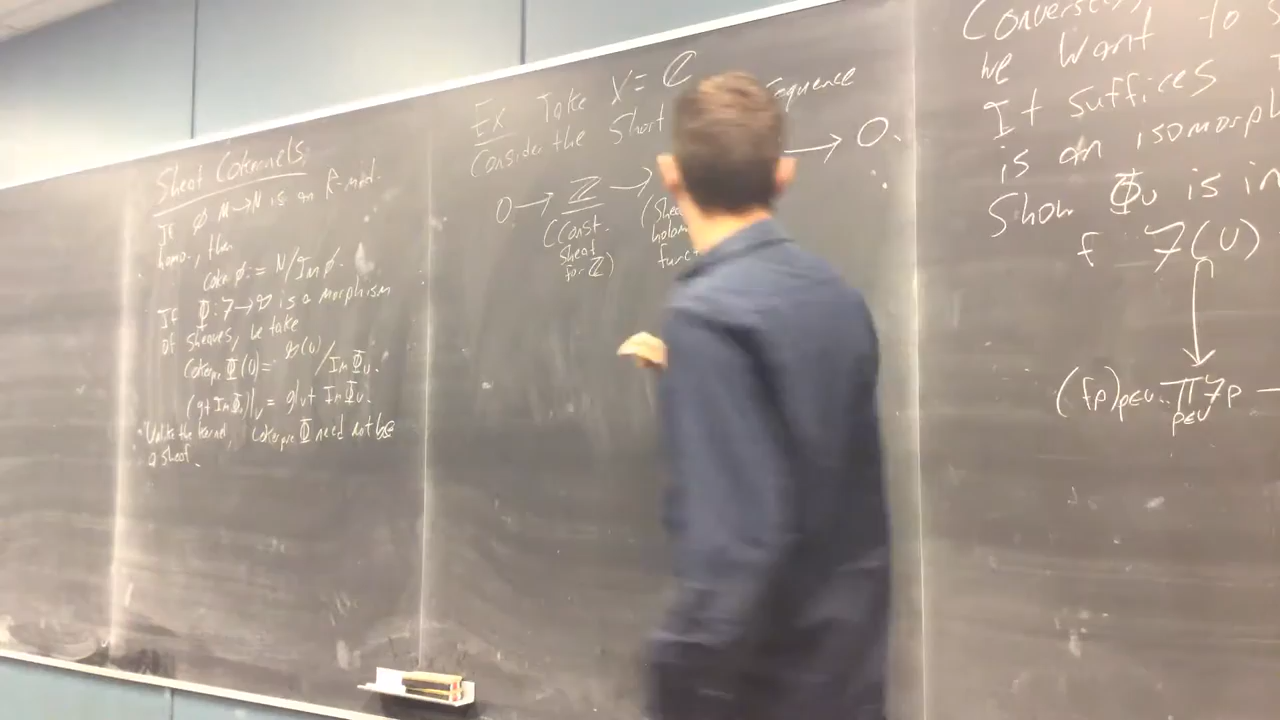 Sheaf Cokernels
If φ: M→N is an R-mod.
homo., then
coker φ := N/Im φ.
If Φ: F→G is a morphism
of sheaves, we take
coker_pre Φ(U) = G(U)/Im Φ_U.
(g + Im Φ_U)|_V = g|_V + Im Φ_V.
• Unlike the kernel, coker_pre Φ need not be
a sheaf.
Ex Take X = ℂ
Consider the Short Sequence
0 → ℤ → → 0.
(Const.
Sheaf
for ℤ)
(Shea
holom
funct
Conversely,
we want to s
It suffices
is an isomorph
Show Φ_U is in
f F(U)
↓
(f_p)_{p∈U} ∏_{p∈U} F_p